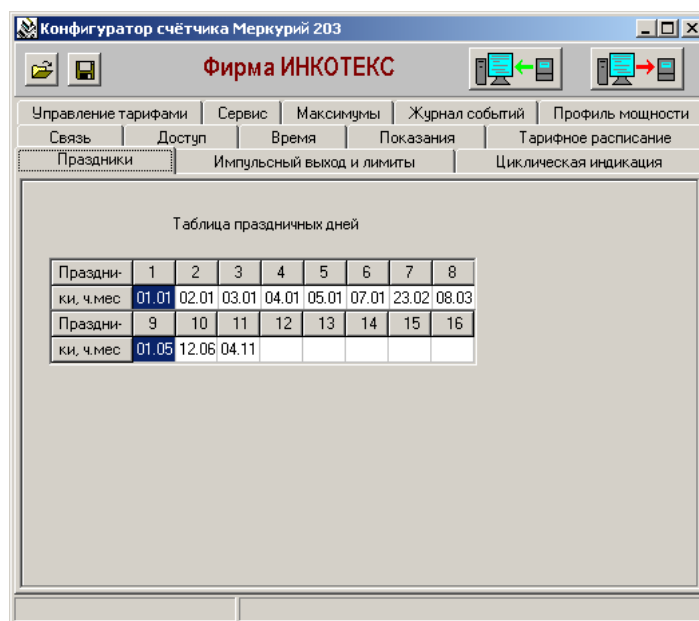 Конфигуратор счётчика Меркурий 203
Фирма ИНКОТЕКС
Управление тарифами Сервис Максимумы Журнал событий Профиль мощности
Связь Доступ Время Показания Тарифное расписание
Праздники Импульсный выход и лимиты Циклическая индикация
Таблица праздничных дней
Праздни- 1 2 3 4 5 6 7 8
ки, ч.мес 01.01 02.01 03.01 04.01 05.01 07.01 23.02 08.03
Праздни- 9 10 11 12 13 14 15 16
ки, ч.мес 01.05 12.06 04.11